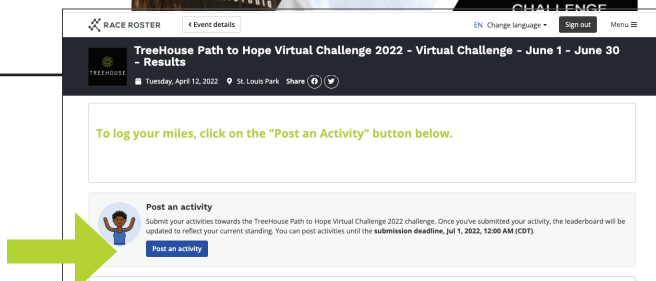 CHALLENGE
RACE ROSTER
Event details
EN Change language
Sign out
Menu
TREEHOUSE
TreeHouse Path to Hope Virtual Challenge 2022 - Virtual Challenge - June 1 - June 30
- Results
Tuesday, April 12, 2022 St. Louis Park Share
To log your miles, click on the "Post an Activity" button below.
Post an activity
Submit your activities towards the TreeHouse Path to Hope Virtual Challenge 2022 challenge. Once you've submitted your activity, the leaderboard will be
updated to reflect your current standing. You can post activities until the submission deadline, Jul 1, 2022, 12:00 AM (CDT).
Post an activity